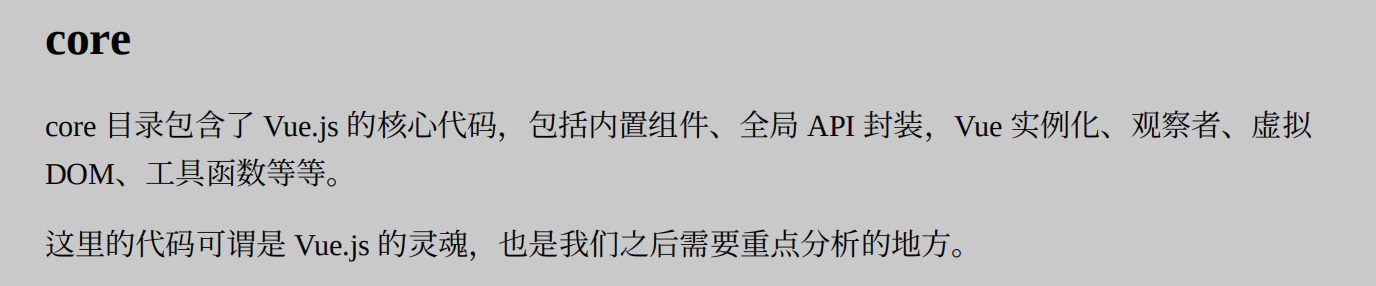 core
core 目录包含了 Vue.js 的核心代码，包括内置组件、全局 API 封装，Vue 实例化、观察者、虚拟
DOM、工具函数等等。
这里的代码可谓是 Vue.js 的灵魂，也是我们之后需要重点分析的地方。